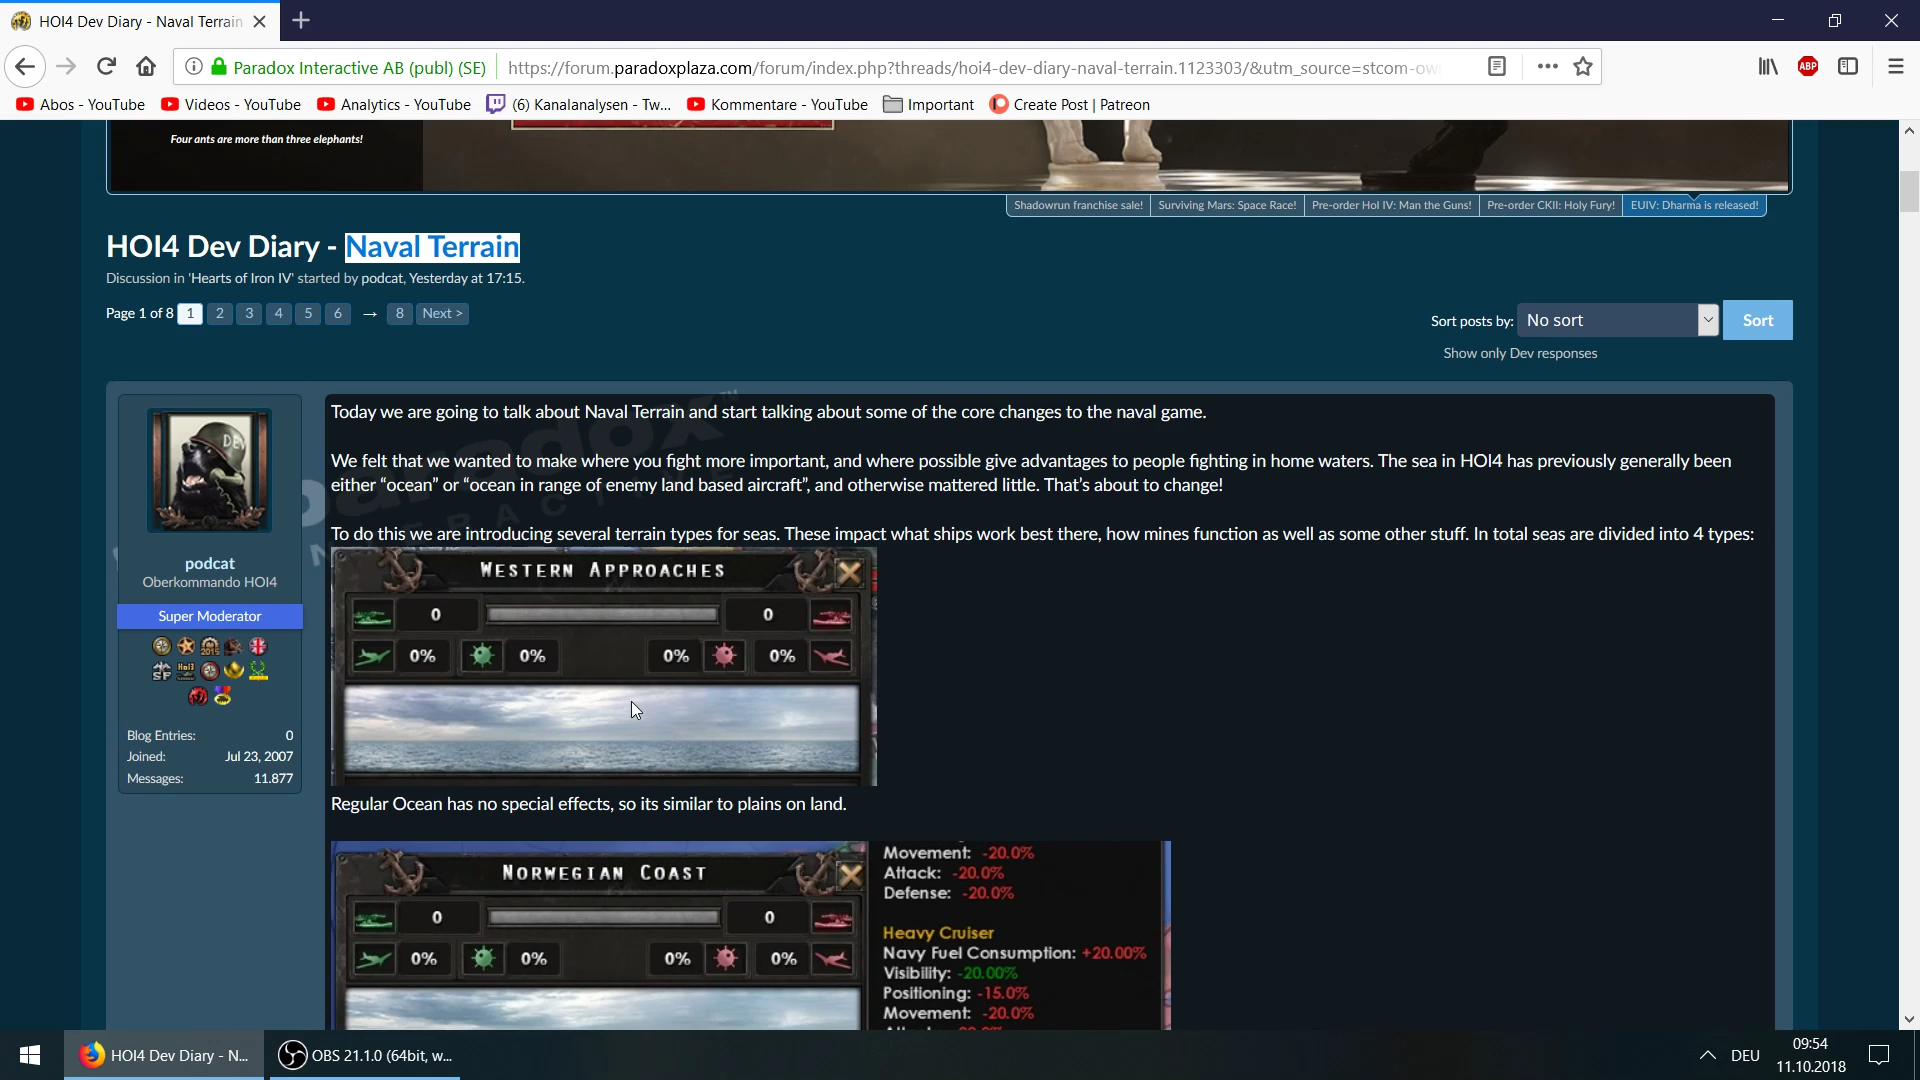 HOI4 Dev Diary - Naval Terrain
Paradox Interactive AB (publ) (SE)
https://forum.paradoxplaza.com/forum/index.php?threads/hoi4-dev-diary-naval-terrain.1123303/&utm_source=stcom-ow
ABP
Abos - YouTube
Videos - YouTube
Analytics - YouTube
(6) Kanalanalysen - Tw...
Kommentare - YouTube
Important
Create Post | Patreon
Four ants are more than three elephants!
Shadowrun franchise sale!
Surviving Mars: Space Race!
Pre-order HoI IV: Man the Guns!
Pre-order CKII: Holy Fury!
EUIV: Dharma is released!
HOI4 Dev Diary - Naval Terrain
Discussion in 'Hearts of Iron IV' started by podcat, Yesterday at 17:15.
Page 1 of 8 1 2 3 4 5 6 → 8 Next >
Sort posts by: No sort Sort
Show only Dev responses
paradox™
INTERACTIVE
DEV
podcat
Oberkommando HOI4
Super Moderator
2015
SF HoI3
Blog Entries: 0
Joined: Jul 23, 2007
Messages: 11.877
Today we are going to talk about Naval Terrain and start talking about some of the core changes to the naval game.
We felt that we wanted to make where you fight more important, and where possible give advantages to people fighting in home waters. The sea in HOI4 has previously generally been
either “ocean” or “ocean in range of enemy land based aircraft”, and otherwise mattered little. That’s about to change!
To do this we are introducing several terrain types for seas. These impact what ships work best there, how mines function as well as some other stuff. In total seas are divided into 4 types:
WESTERN APPROACHES
0 0
0% 0% 0% 0%
Regular Ocean has no special effects, so its similar to plains on land.
NORWEGIAN COAST
0 0
0% 0% 0% 0%
Movement: -20.0%
Attack: -20.0%
Defense: -20.0%
Heavy Cruiser
Navy Fuel Consumption: +20.00%
Visibility: -20.00%
Positioning: -15.0%
Movement: -20.0%
HOI4 Dev Diary - N...
OBS 21.1.0 (64bit, w...
DEU
09:54
11.10.2018